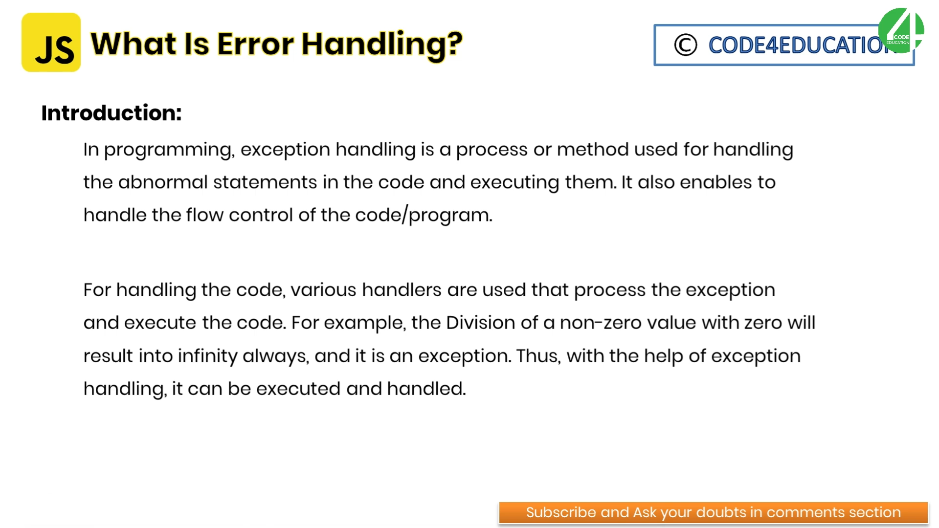 JS What Is Error Handling?
© CODE4EDUCATION
4
CODE
EDUCATION
Introduction:
In programming, exception handling is a process or method used for handling
the abnormal statements in the code and executing them. It also enables to
handle the flow control of the code/program.
For handling the code, various handlers are used that process the exception
and execute the code. For example, the Division of a non-zero value with zero will
result into infinity always, and it is an exception. Thus, with the help of exception
handling, it can be executed and handled.
Subscribe and Ask your doubts in comments section